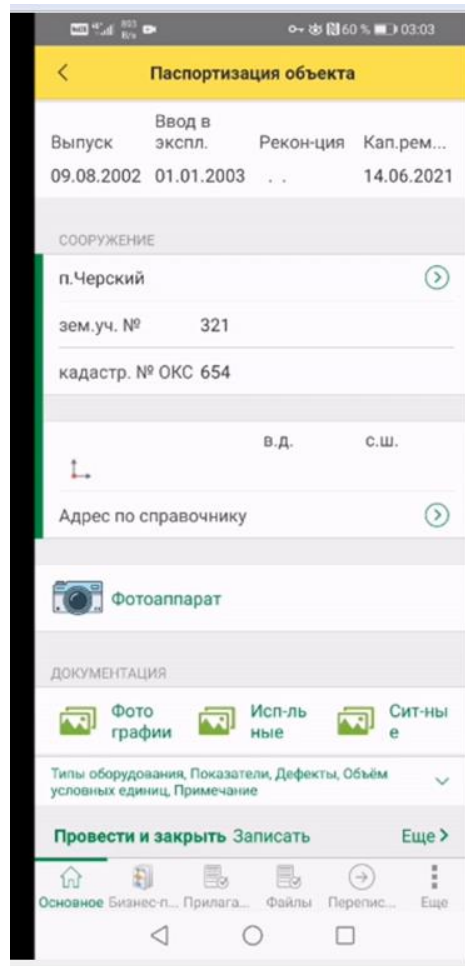 60 % 03:03
Паспортизация объекта
Выпуск Ввод в экспл. Рекон-ция Кап.рем...
09.08.2002 01.01.2003 . . 14.06.2021
СООРУЖЕНИЕ
п.Черский
зем.уч. № 321
кадастр. № ОКС 654
в.д. с.ш.
Адрес по справочнику
Фотоаппарат
ДОКУМЕНТАЦИЯ
Фото Исп-ль Сит-ны
графии ные е
Типы оборудования, Показатели, Дефекты, Объём
условных единиц, Примечание
Провести и закрыть Записать Еще >
Основное Бизнес-п... Прилага... Файлы Перепис... Еще